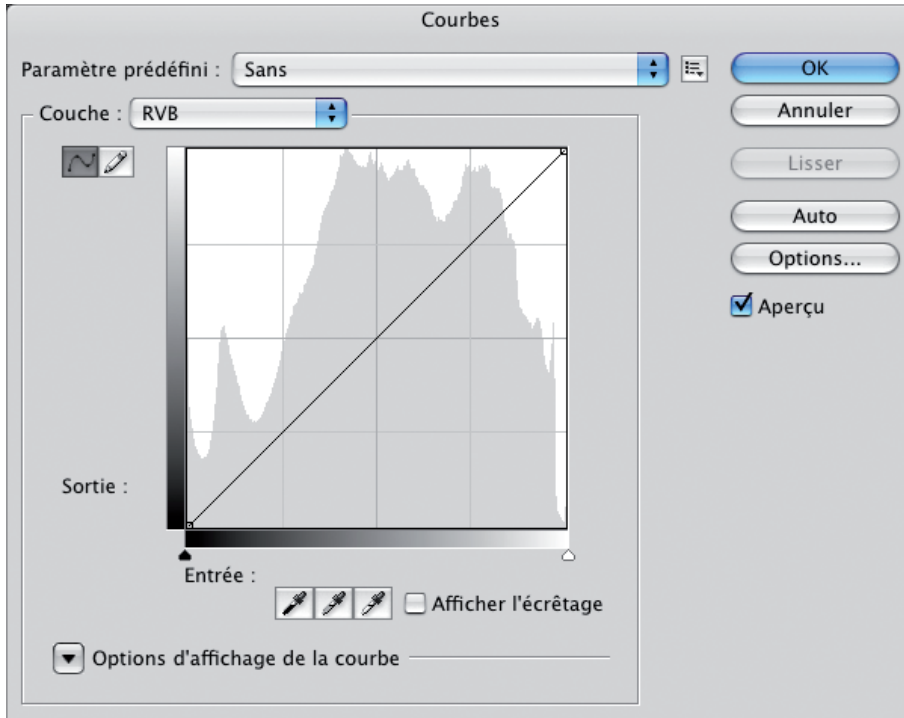 Courbes
Paramètre prédéfini : Sans
OK
Couche : RVB
Annuler
Lisser
Auto
Options...
Aperçu
Sortie :
Entrée :
Afficher l'écrêtage
Options d'affichage de la courbe